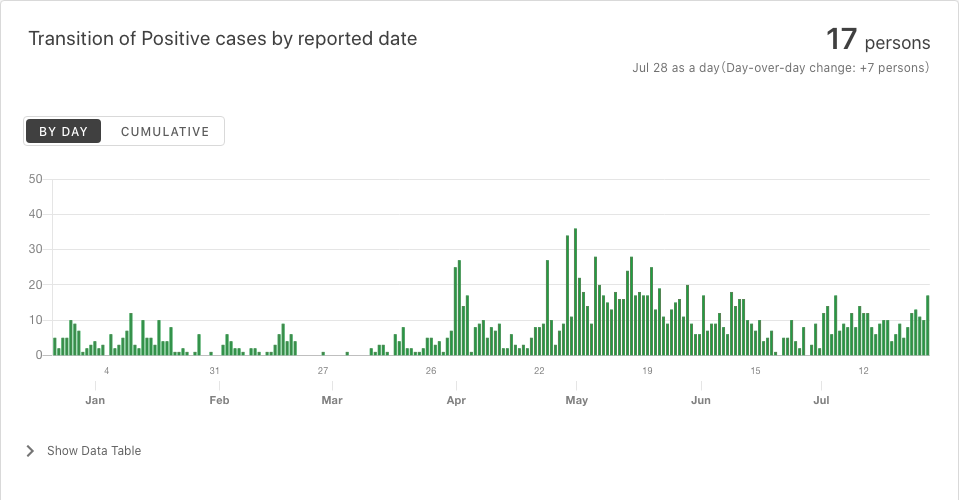 Transition of Positive cases by reported date
17 persons
Jul 28 as a day(Day-over-day change: +7 persons)
BY DAY CUMULATIVE
50
40
30
20
10
0
4 31 27 26 22 19 15 12
Jan Feb Mar Apr May Jun Jul
Show Data Table